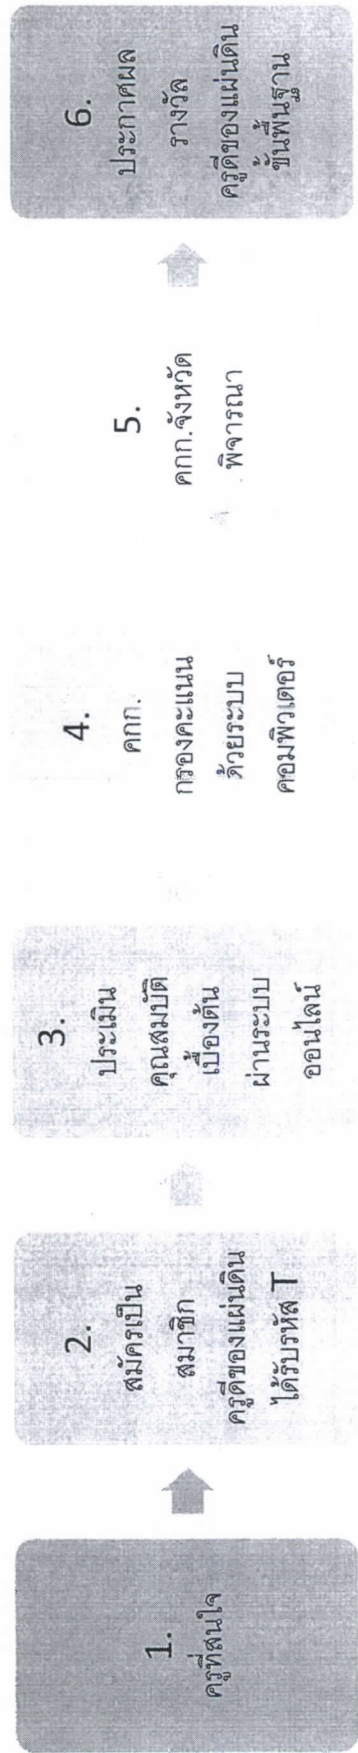 1.
ครูที่สนใจ
2.
สมัครเป็น
สมาชิก
ครูดีของแผ่นดิน
ได้รับรหัส T
3.
ประเมิน
คุณสมบัติ
เบื้องต้น
ผ่านระบบ
ออนไลน์
4.
คกก.
กรองคะแนน
ด้วยระบบ
คอมพิวเตอร์
5.
คกก.จังหวัด
พิจารณา
6.
ประกาศผล
รางวัล
ครูดีของแผ่นดิน
ขั้นพื้นฐาน